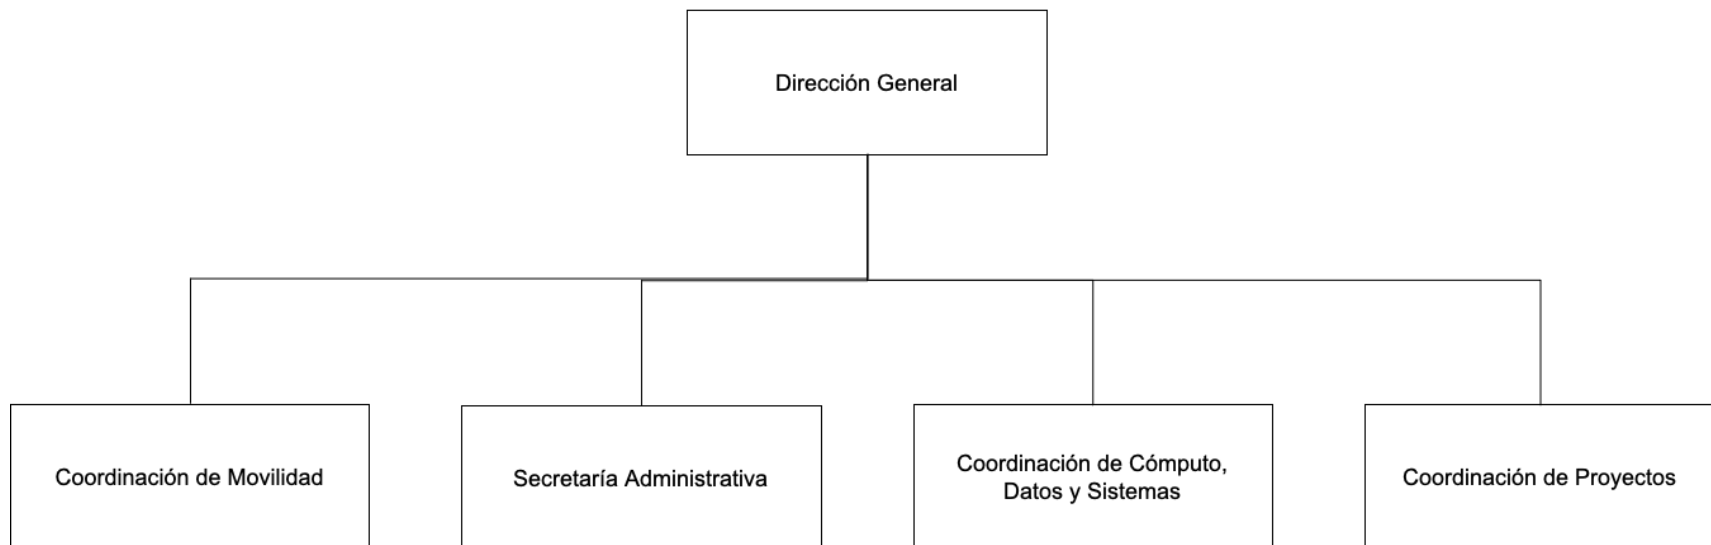 Dirección General
Coordinación de Movilidad
Secretaría Administrativa
Coordinación de Cómputo,
Datos y Sistemas
Coordinación de Proyectos